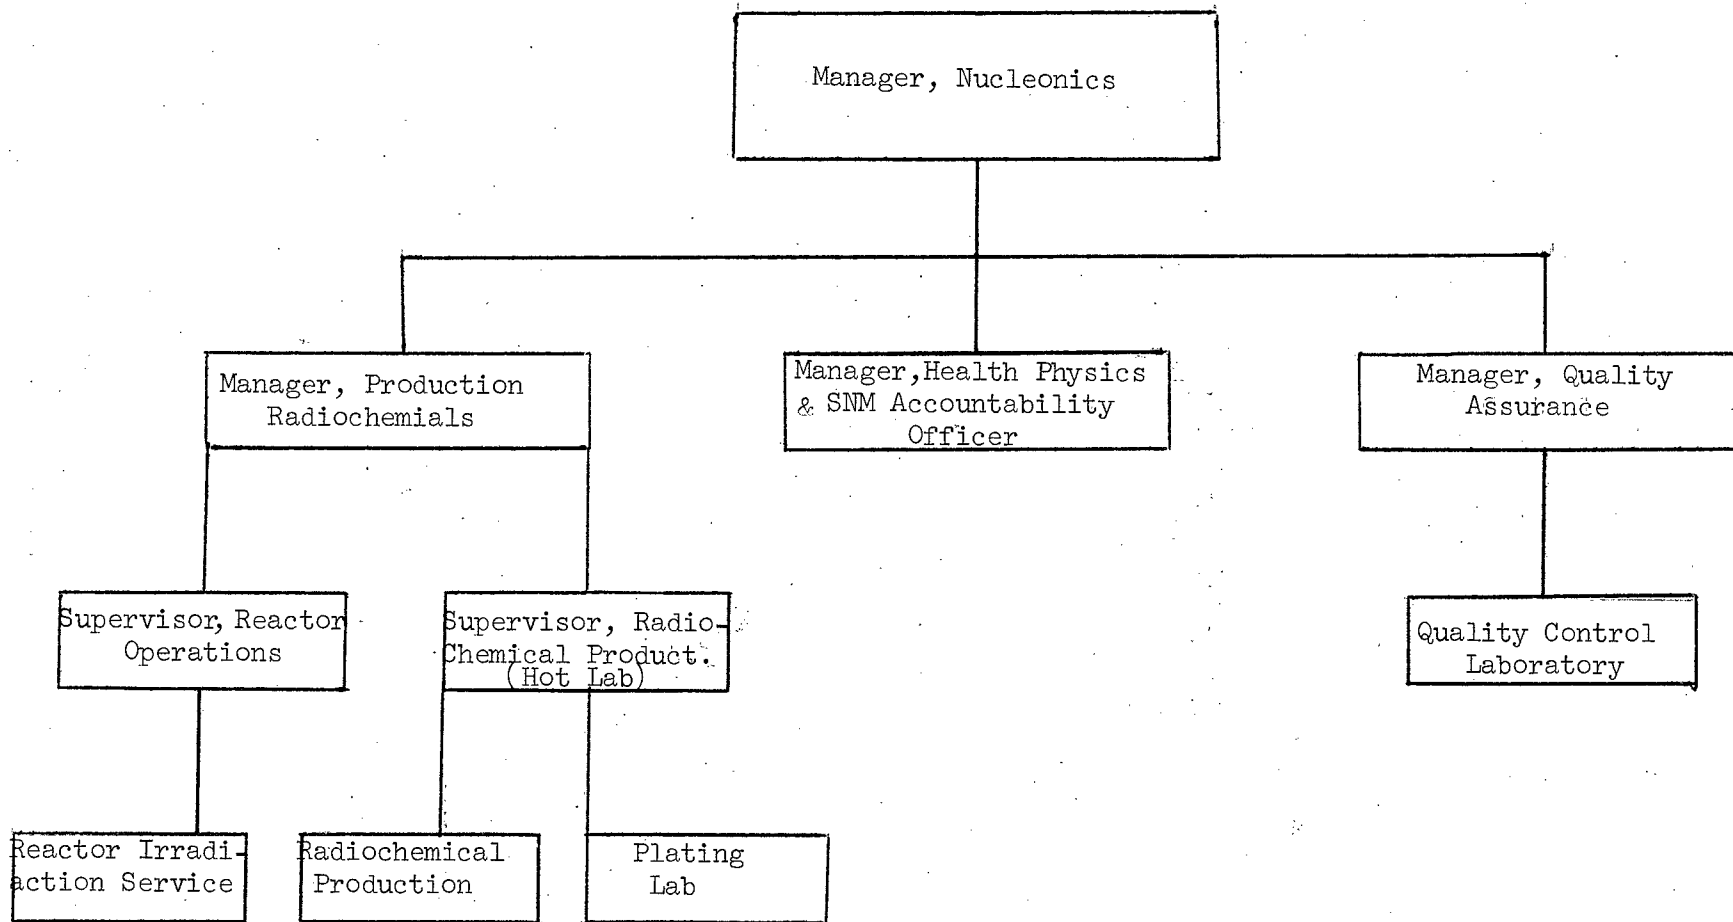 Manager, Nucleonics
Manager, Production
Radiochemials
Manager,Health Physics
& SNM Accountability
Officer
Manager, Quality
Assurance
Supervisor, Reactor
Operations
Supervisor, Radio-
Chemical Product.
(Hot Lab)
Quality Control
Laboratory
Reactor Irradi-
action Service
Radiochemical
Production
Plating
Lab